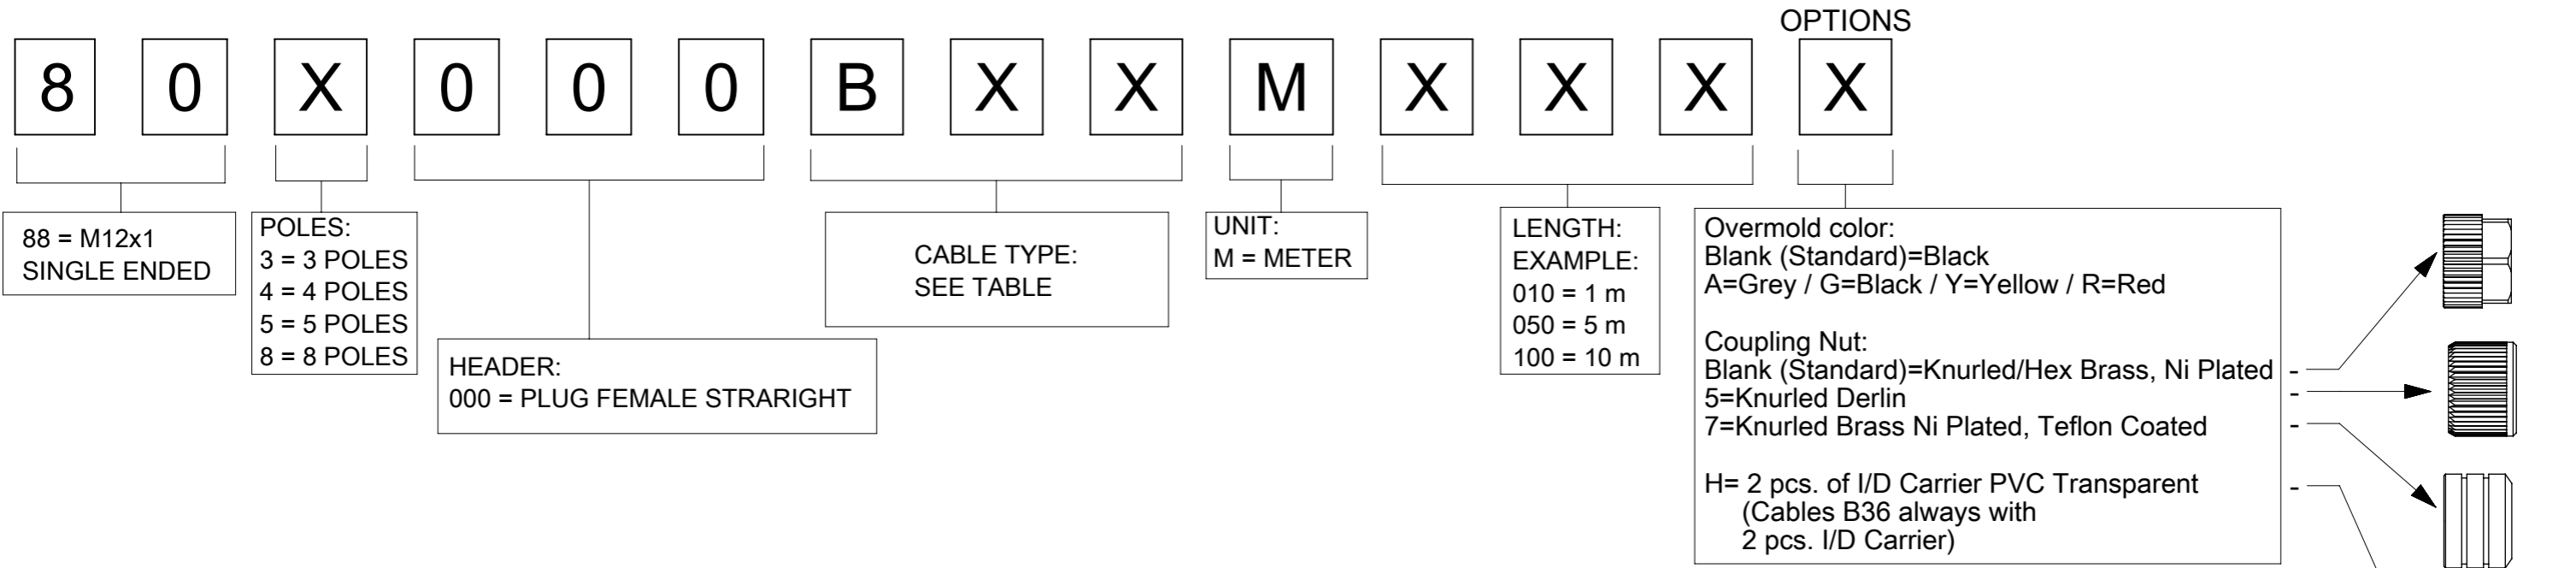 OPTIONS
8 0 X 0 0 0 B X X M X X X X
88 = M12x1
SINGLE ENDED
POLES:
3 = 3 POLES
4 = 4 POLES
5 = 5 POLES
8 = 8 POLES
HEADER:
000 = PLUG FEMALE STRARIGHT
CABLE TYPE:
SEE TABLE
UNIT:
M = METER
LENGTH:
EXAMPLE:
010 = 1 m
050 = 5 m
100 = 10 m
Overmold color:
Blank (Standard)=Black
A=Grey / G=Black / Y=Yellow / R=Red
Coupling Nut:
Blank (Standard)=Knurled/Hex Brass, Ni Plated -
5=Knurled Derlin -
7=Knurled Brass Ni Plated, Teflon Coated -
H= 2 pcs. of I/D Carrier PVC Transparent -
(Cables B36 always with
2 pcs. I/D Carrier)